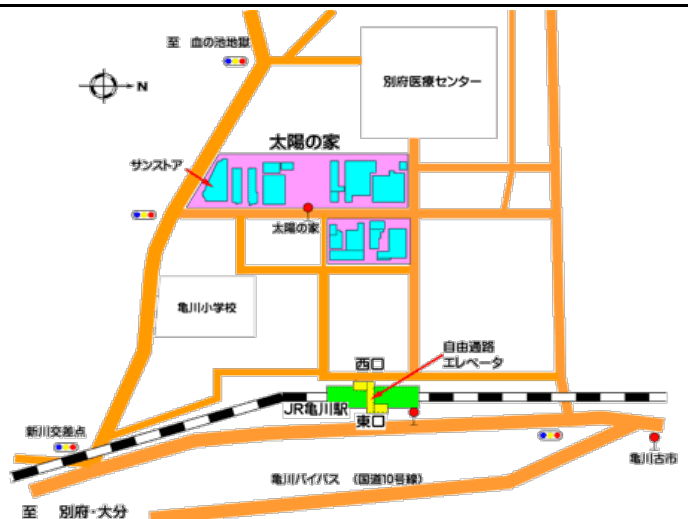 至 血の池地獄
N
別府医療センター
太陽の家
サンストア
太陽の家
亀川小学校
自由通路
エレベータ
西口
JR亀川駅
東口
新川交差点
亀川古市
亀川バイパス (国道10号線)
至 別府・大分